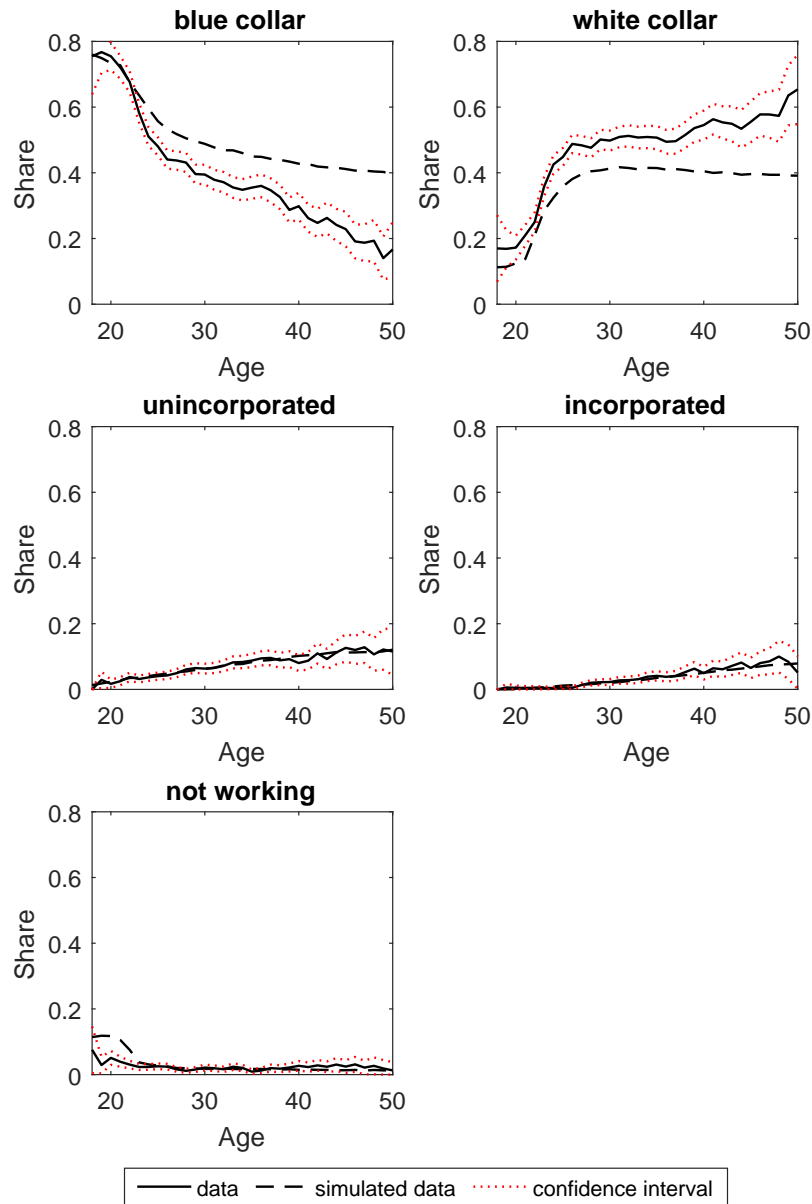 blue collar
0.8
0.6
0.4
0.2
0
20 30 40 50
Share
Age
white collar
0.8
0.6
0.4
0.2
0
20 30 40 50
Share
Age
unincorporated
0.8
0.6
0.4
0.2
0
20 30 40 50
Share
Age
incorporated
0.8
0.6
0.4
0.2
0
20 30 40 50
Share
Age
not working
0.8
0.6
0.4
0.2
0
20 30 40 50
Share
Age
data simulated data confidence interval